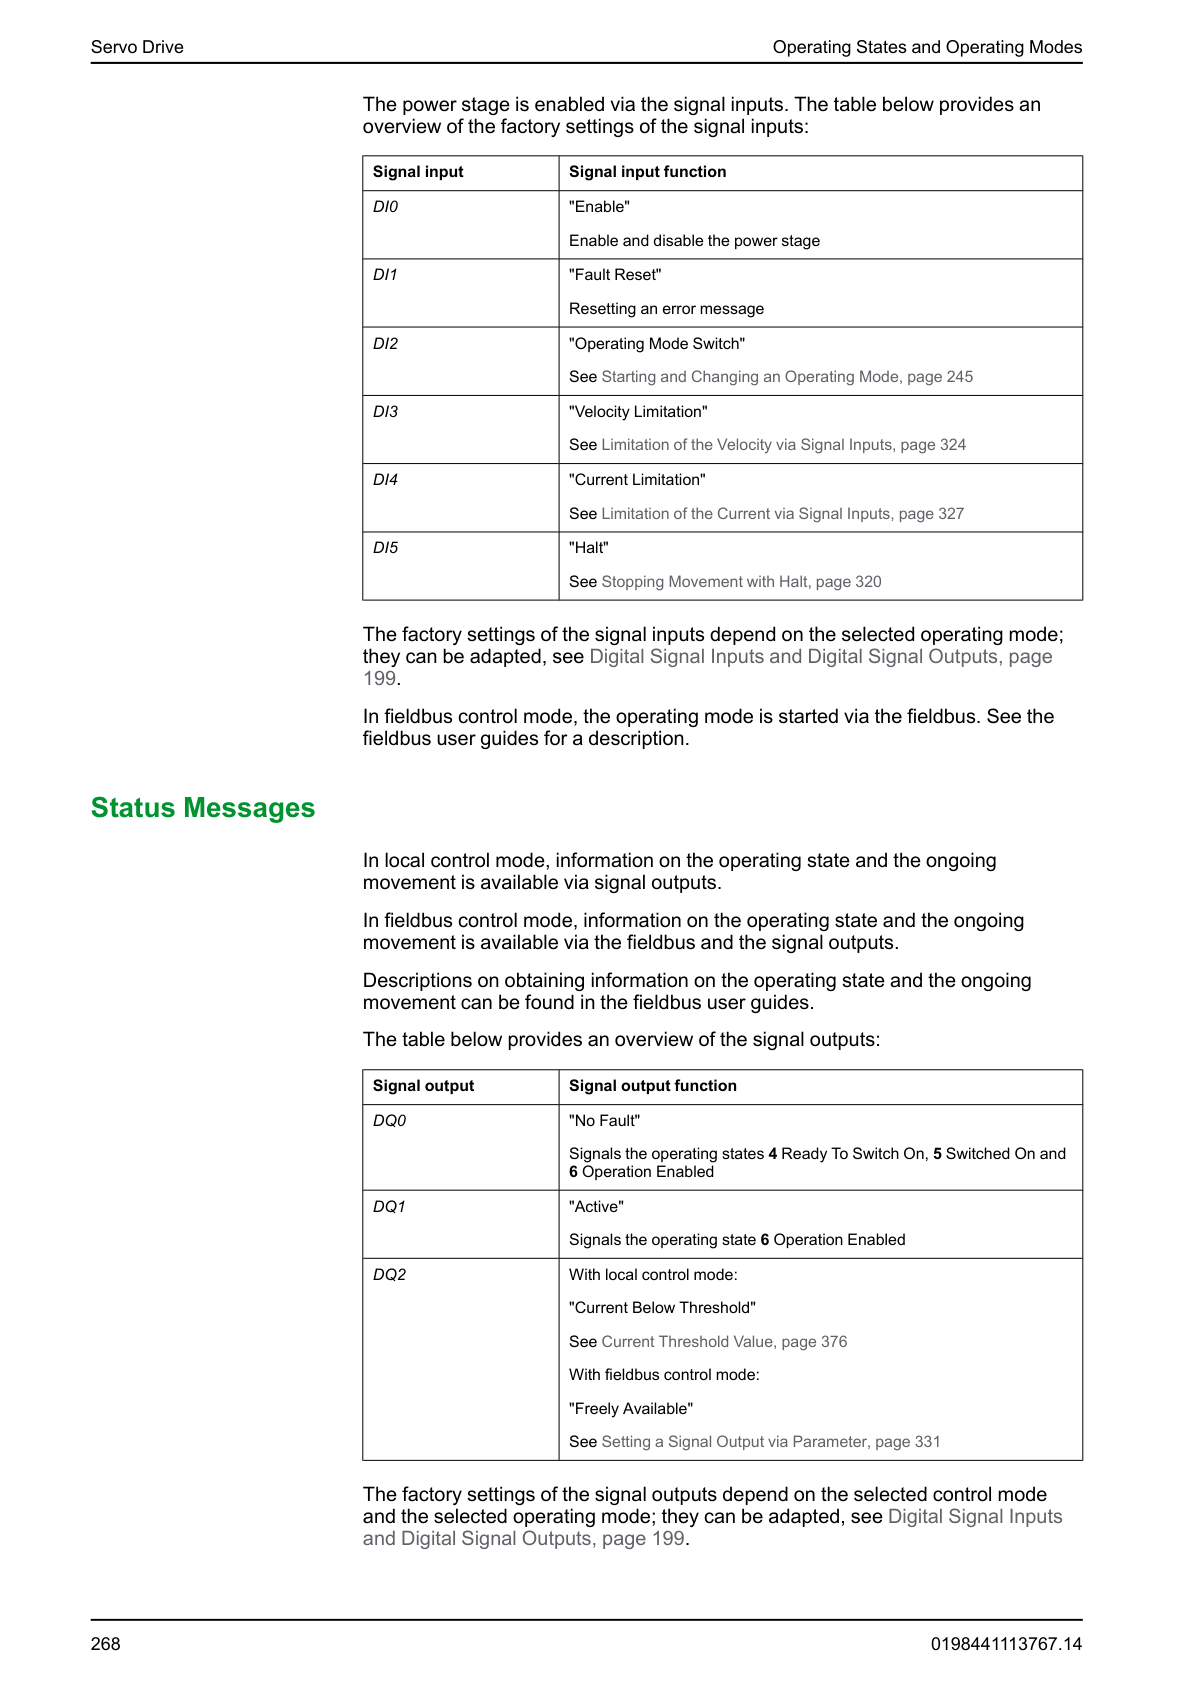 Servo Drive
Operating States and Operating Modes
The power stage is enabled via the signal inputs. The table below provides an
overview of the factory settings of the signal inputs:
Signal input
Signal input function
DI0
"Enable"
Enable and disable the power stage
DI1
"Fault Reset"
Resetting an error message
DI2
"Operating Mode Switch"
See Starting and Changing an Operating Mode, page 245
DI3
"Velocity Limitation"
See Limitation of the Velocity via Signal Inputs, page 324
DI4
"Current Limitation"
See Limitation of the Current via Signal Inputs, page 327
DI5
"Halt"
See Stopping Movement with Halt, page 320
The factory settings of the signal inputs depend on the selected operating mode;
they can be adapted, see Digital Signal Inputs and Digital Signal Outputs, page
199.
In fieldbus control mode, the operating mode is started via the fieldbus. See the
fieldbus user guides for a description.
Status Messages
In local control mode, information on the operating state and the ongoing
movement is available via signal outputs.
In fieldbus control mode, information on the operating state and the ongoing
movement is available via the fieldbus and the signal outputs.
Descriptions on obtaining information on the operating state and the ongoing
movement can be found in the fieldbus user guides.
The table below provides an overview of the signal outputs:
Signal output
Signal output function
DQ0
"No Fault"
Signals the operating states 4 Ready To Switch On, 5 Switched On and
6 Operation Enabled
DQ1
"Active"
Signals the operating state 6 Operation Enabled
DQ2
With local control mode:
"Current Below Threshold"
See Current Threshold Value, page 376
With fieldbus control mode:
"Freely Available"
See Setting a Signal Output via Parameter, page 331
The factory settings of the signal outputs depend on the selected control mode
and the selected operating mode; they can be adapted, see Digital Signal Inputs
and Digital Signal Outputs, page 199.
268
0198441113767.14